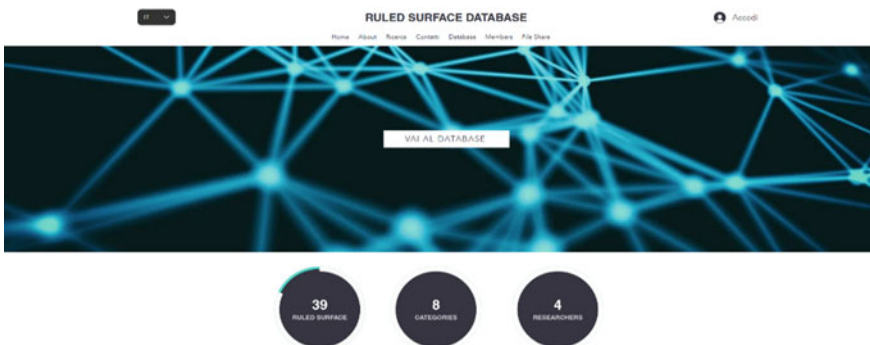 IT
RULED SURFACE DATABASE
Accedi
Home About Ricerca Contatti Database Members File Share
VAI AL DATABASE
39
RULED SURFACE
8
CATEGORIES
4
RESEARCHERS